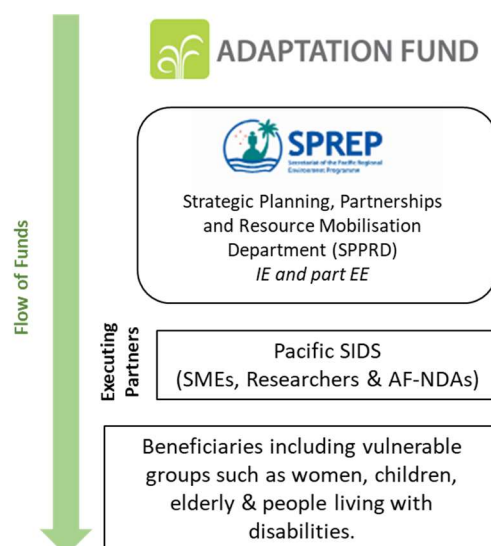 ADAPTATION FUND
SPREP
Secretariat of the Pacific Regional
Environment Programme
Strategic Planning, Partnerships
and Resource Mobilisation
Department (SPPRD)
IE and part EE
Flow of Funds
Executing
Partners
Pacific SIDS
(SMEs, Researchers & AF-NDAs)
Beneficiaries including vulnerable
groups such as women, children,
elderly & people living with
disabilities.